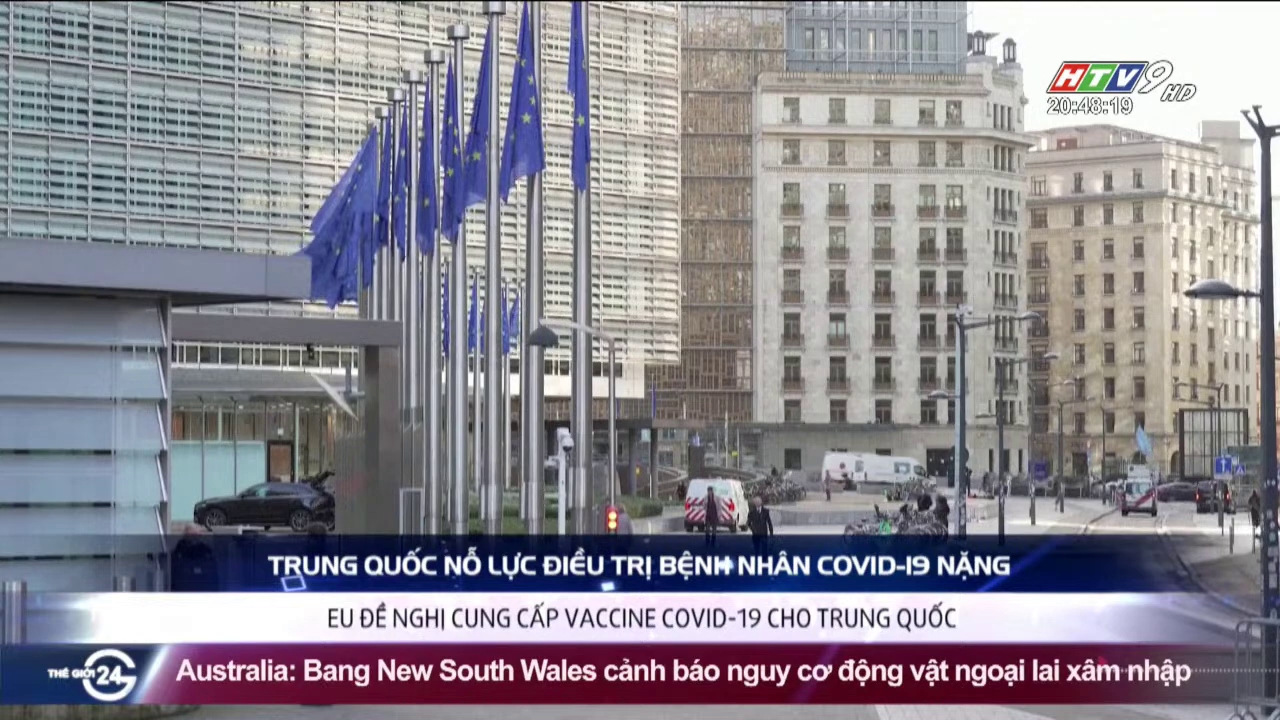 HTV9 HD
20:48:19
TRUNG QUỐC NỖ LỰC ĐIỀU TRỊ BỆNH NHÂN COVID-19 NẶNG
EU ĐỀ NGHỊ CUNG CẤP VACCINE COVID-19 CHO TRUNG QUỐC
THẾ GIỚI 24G
Australia: Bang New South Wales cảnh báo nguy cơ động vật ngoại lai xâm nhập